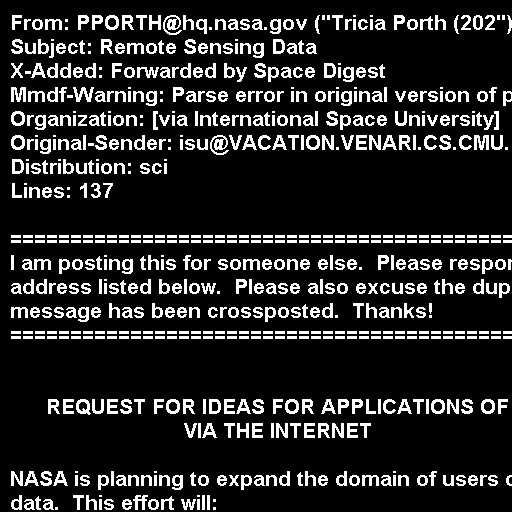 From: PPORTH@hq.nasa.gov ("Tricia Porth (202")
Subject: Remote Sensing Data
X-Added: Forwarded by Space Digest
Mmdf-Warning: Parse error in original version of
Organization: [via International Space University]
Original-Sender: isu@VACATION.VENARI.CS.CMU.
Distribution: sci
Lines: 137
==========================================
I am posting this for someone else.  Please
address listed below.  Please also excuse the
message has been crossposted.  Thanks!
==========================================
REQUEST FOR IDEAS FOR APPLICATIONS OF
VIA THE INTERNET
NASA is planning to expand the domain of users
data.  This effort will: